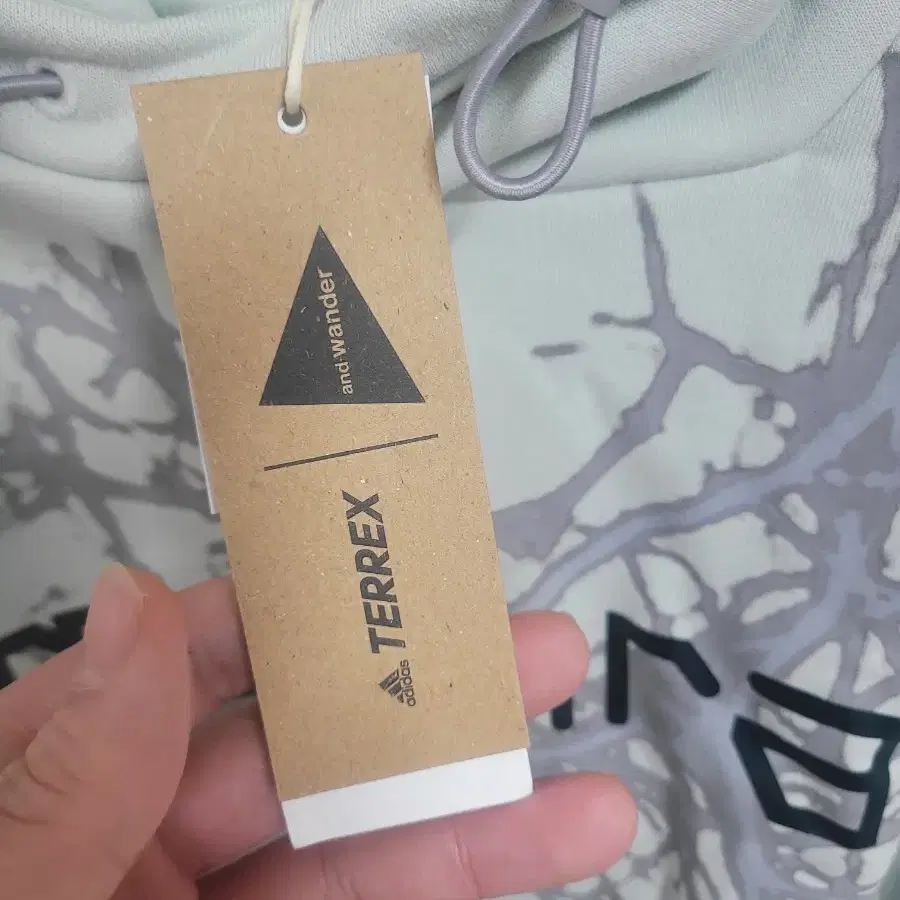 and wander
TERREX
adidas